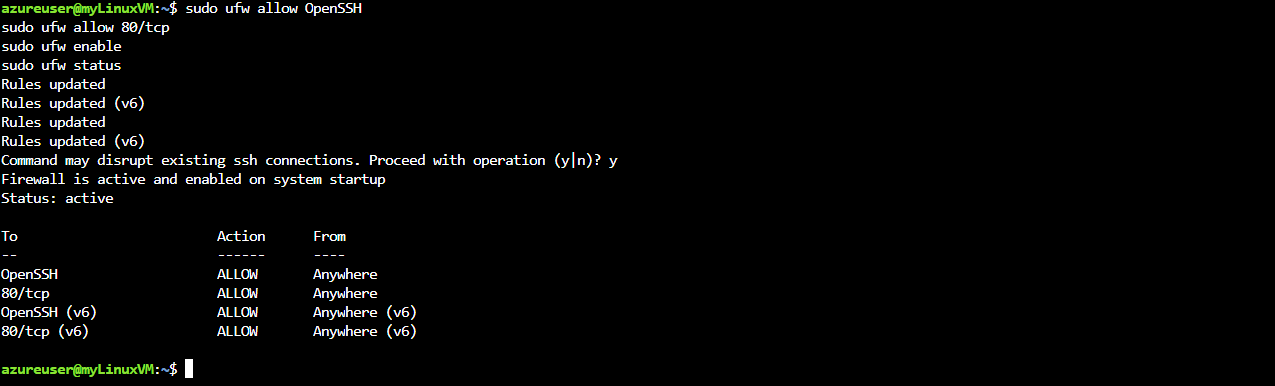 azureuser@myLinuxVM:~$ sudo ufw allow OpenSSH
sudo ufw allow 80/tcp
sudo ufw enable
sudo ufw status
Rules updated
Rules updated (v6)
Rules updated
Rules updated (v6)
Command may disrupt existing ssh connections. Proceed with operation (y|n)? y
Firewall is active and enabled on system startup
Status: active
To                         Action      From
--                         ------      ----
OpenSSH                    ALLOW       Anywhere
80/tcp                     ALLOW       Anywhere
OpenSSH (v6)               ALLOW       Anywhere (v6)
80/tcp (v6)                ALLOW       Anywhere (v6)
azureuser@myLinuxVM:~$